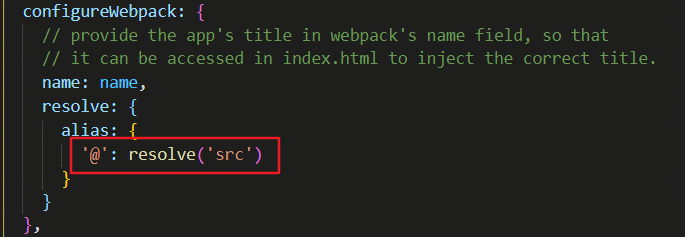 configureWebpack: {
// provide the app's title in webpack's name field, so that
// it can be accessed in index.html to inject the correct title.
name: name,
resolve: {
alias: {
'@': resolve('src')
}
}
},